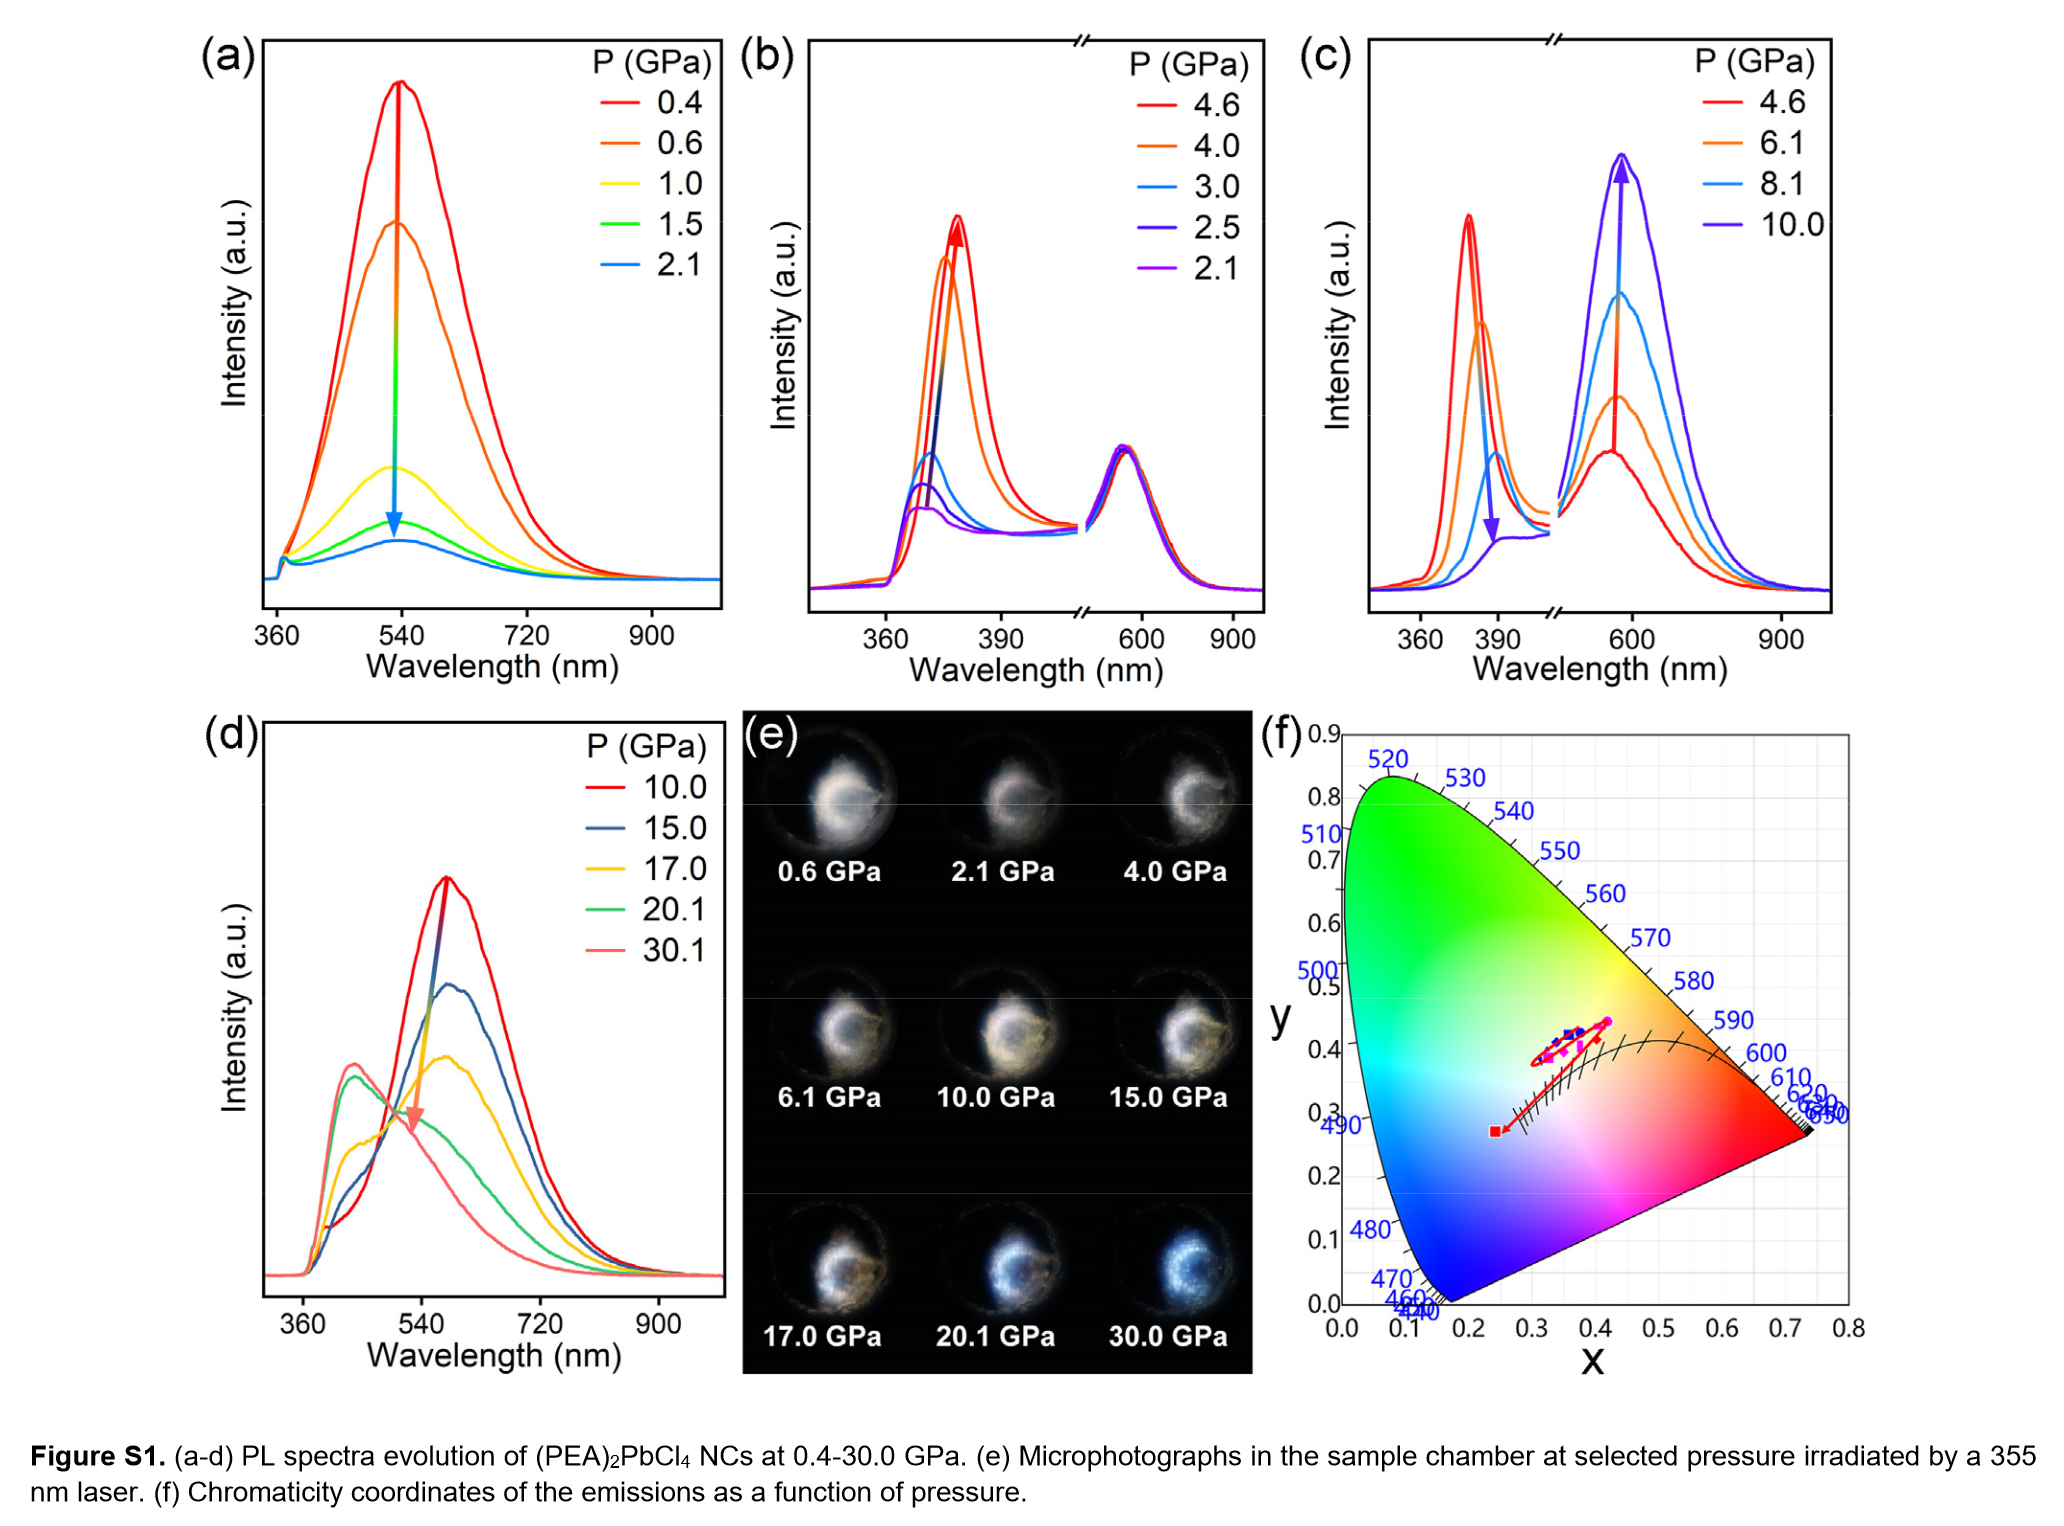 (a)
P (GPa)
0.4
0.6
1.0
1.5
2.1
Intensity (a.u.)
360 540 720 900
Wavelength (nm)
(b)
P (GPa)
4.6
4.0
3.0
2.5
2.1
Intensity (a.u.)
360 390 600 900
Wavelength (nm)
(c)
P (GPa)
4.6
6.1
8.1
10.0
Intensity (a.u.)
360 390 600 900
Wavelength (nm)
(d)
P (GPa)
10.0
15.0
17.0
20.1
30.1
Intensity (a.u.)
360 540 720 900
Wavelength (nm)
(e)
0.6 GPa 2.1 GPa 4.0 GPa
6.1 GPa 10.0 GPa 15.0 GPa
17.0 GPa 20.1 GPa 30.0 GPa
(f)
0.9
0.8
0.7
0.6
0.5
0.4
0.3
0.2
0.1
0.0
y
520
530
540
510
550
560
570
500
580
590
600
610
620
490
480
470
460
0.0 0.1 0.2 0.3 0.4 0.5 0.6 0.7 0.8
x
Figure S1. (a-d) PL spectra evolution of (PEA)₂PbCl₄ NCs at 0.4-30.0 GPa. (e) Microphotographs in the sample chamber at selected pressure irradiated by a 355
nm laser. (f) Chromaticity coordinates of the emissions as a function of pressure.